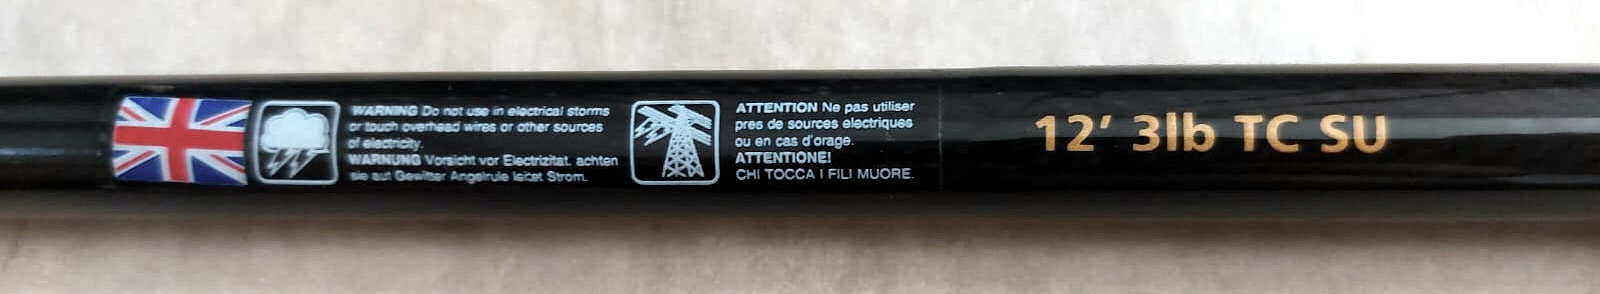 WARNING Do not use in electrical storms
or touch overhead wires or other sources
of electricity.
WARNUNG Vorsicht vor Electrizitat. achten
sie auf Gewitter Angelrule leitet Strom.
ATTENTION Ne pas utiliser
pres de sources electriques
ou en cas d'orage.
ATTENTIONE!
CHI TOCCA I FILI MUORE.
12' 3lb TC SU